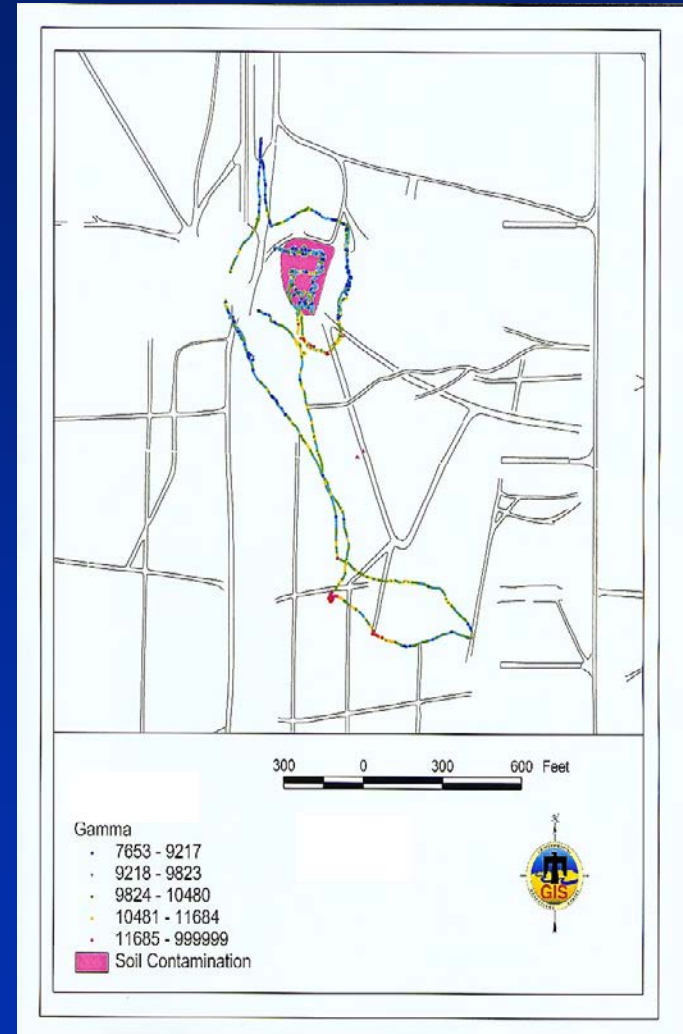 300 0 300 600 Feet
Gamma
7653 - 9217
9218 - 9823
9824 - 10480
10481 - 11684
11685 - 999999
Soil Contamination
N
GIS